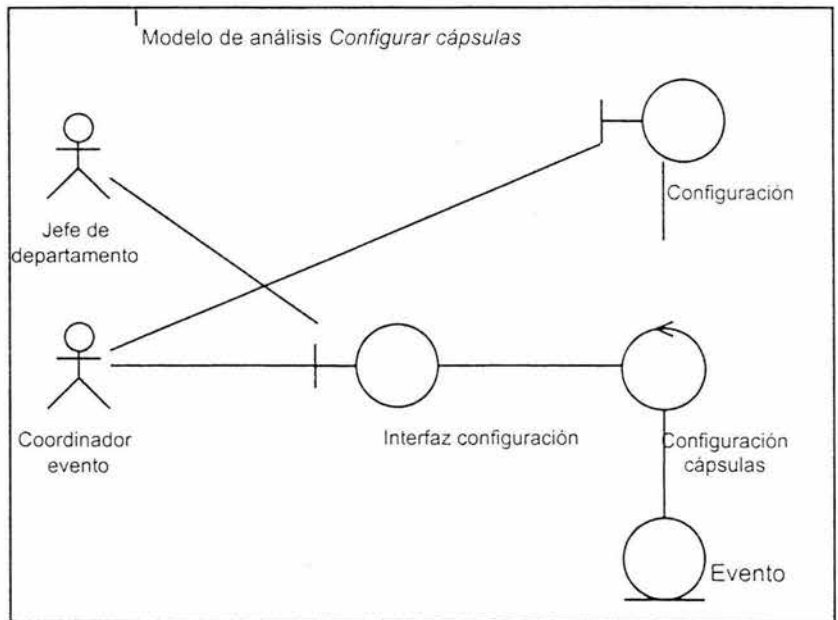 Modelo de análisis Configurar cápsulas
Configuración
Jefe de
departamento
Coordinador
evento
Interfaz configuración
Configuración
cápsulas
Evento